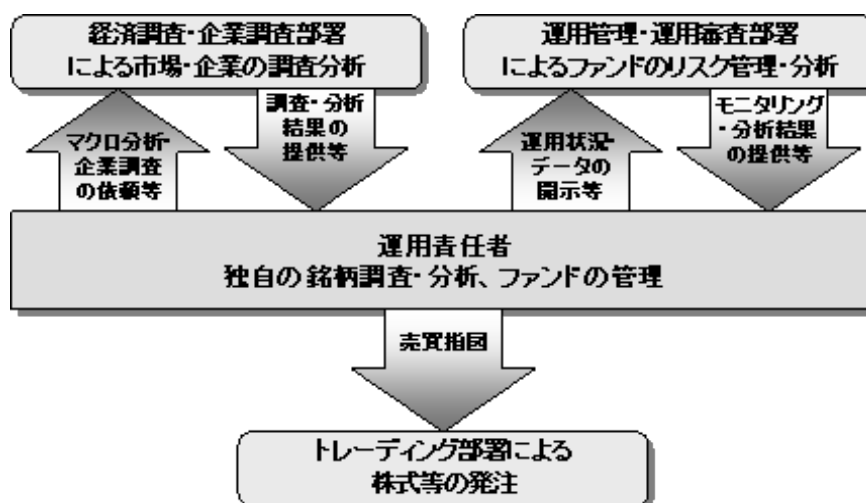 経済調査・企業調査部署
による市場・企業の調査分析
運用管理・運用審査部署
によるファンドのリスク管理・分析
マクロ分析・
企業調査
の依頼等
調査・分析
結果の
提供等
運用状況・
データの
開示等
モニタリング
・分析結果
の提供等
運用責任者
独自の銘柄調査・分析、ファンドの管理
売買指図
トレーディング部署による
株式等の発注